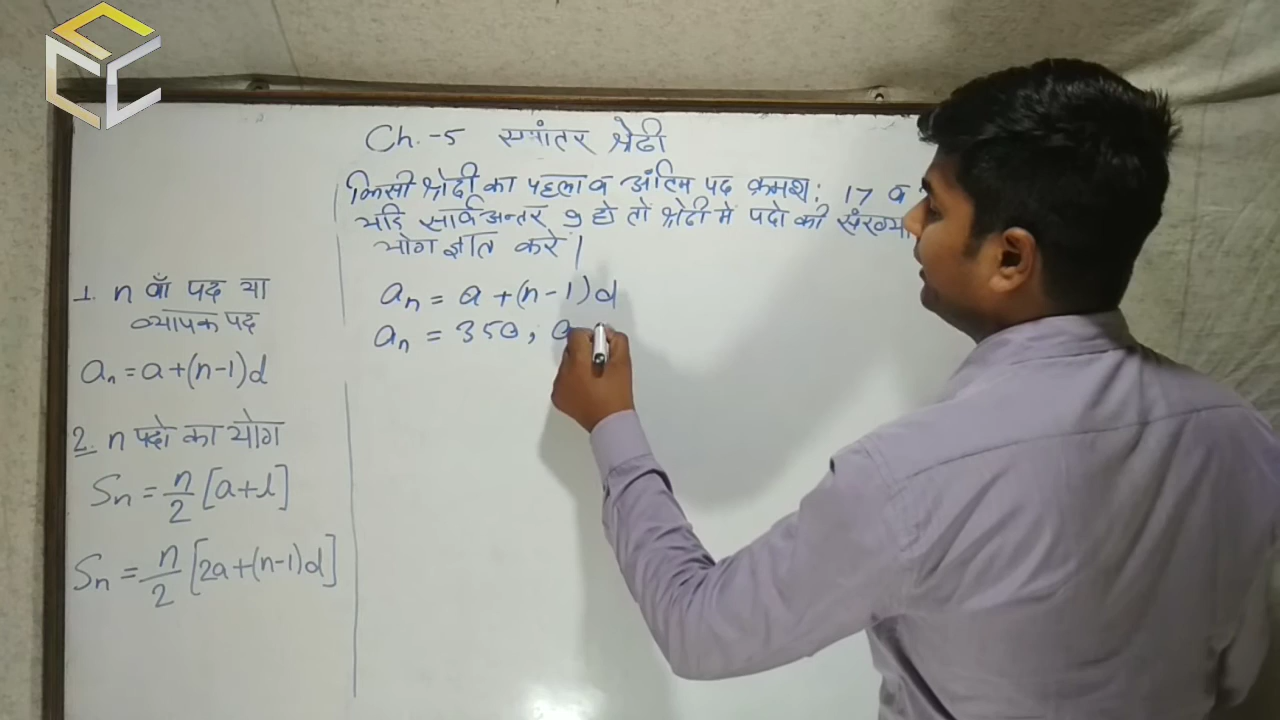 Ch.-5 समांतर श्रेढी
किसी श्रेढी का पहला व अंतिम पद क्रमश: 17 व
यदि सार्वअन्तर 9 हो तो श्रेढी मे पदो की संख्या
योग ज्ञात करे |
an = a + (n-1)d
an = 350, a
1. n वाँ पद या
व्यापक पद
an = a+(n-1)d
2. n पदो का योग
Sn = n/2 [a+l]
Sn = n/2 [2a+(n-1)d]